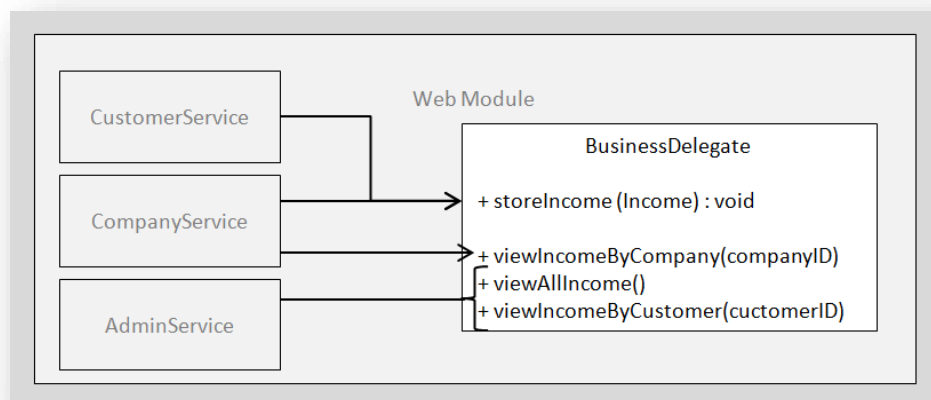 CustomerService
Web Module
BusinessDelegate
+ storeIncome (Income) : void
CompanyService
+ viewIncomeByCompany(companyID)
+ viewAllIncome()
+ viewIncomeByCustomer(cuctomerID)
AdminService